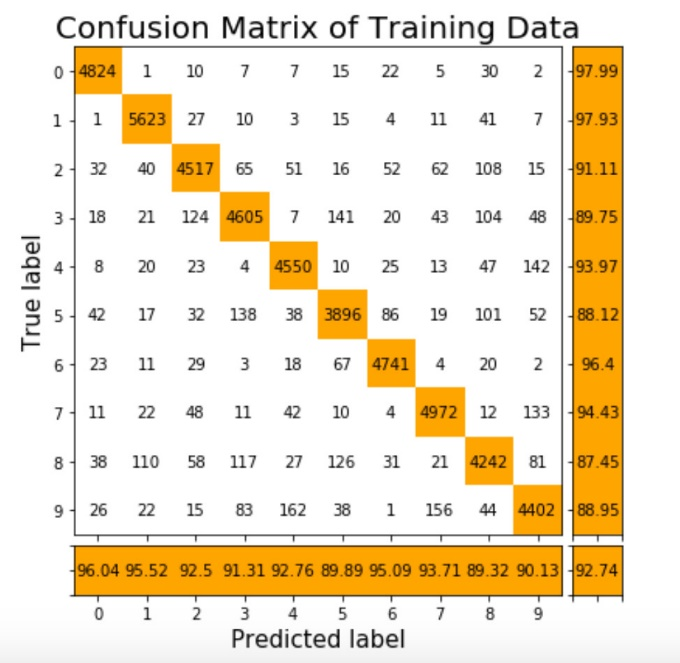 Confusion Matrix of Training Data
0 4824 1 10 7 7 15 22 5 30 2 97.99
1 1 5623 27 10 3 15 4 11 41 7 97.93
2 32 40 4517 65 51 16 52 62 108 15 91.11
3 18 21 124 4605 7 141 20 43 104 48 89.75
True label
4 8 20 23 4 4550 10 25 13 47 142 93.97
5 42 17 32 138 38 3896 86 19 101 52 88.12
6 23 11 29 3 18 67 4741 4 20 2 96.4
7 11 22 48 11 42 10 4 4972 12 133 94.43
8 38 110 58 117 27 126 31 21 4242 81 87.45
9 26 22 15 83 162 38 1 156 44 4402 88.95
96.04 95.52 92.5 91.31 92.76 89.89 95.09 93.71 89.32 90.13 92.74
0 1 2 3 4 5 6 7 8 9
Predicted label